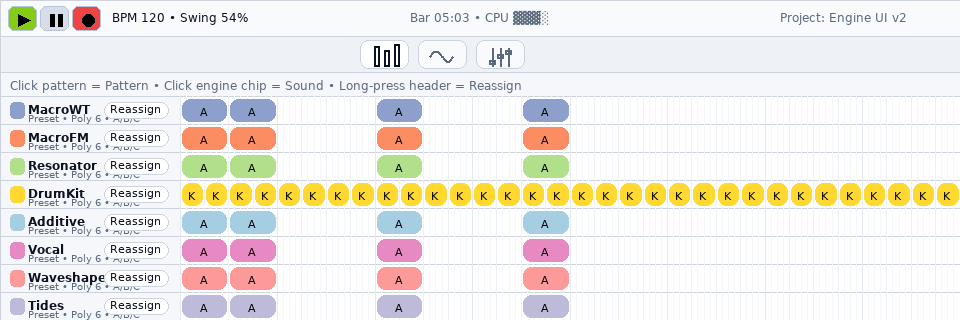 BPM 120 • Swing 54% Bar 05:03 • CPU ▓▓▓▓░ Project: Engine UI v2
Click pattern = Pattern • Click engine chip = Sound • Long-press header = Reassign
MacroWT Reassign A A A A
Preset • Poly 6 • A/B/C
MacroFM Reassign A A A A
Preset • Poly 6 • A/B/C
Resonator Reassign A A A A
Preset • Poly 6 • A/B/C
DrumKit Reassign K K K K K K K K K K K K K K K K K K K K K K K K K K K K K K K K
Preset • Poly 6 • A/B/C
Additive Reassign A A A A
Preset • Poly 6 • A/B/C
Vocal Reassign A A A A
Preset • Poly 6 • A/B/C
Waveshape Reassign A A A A
Preset • Poly 6 • A/B/C
Tides Reassign A A A A
Preset • Poly 6 • A/B/C